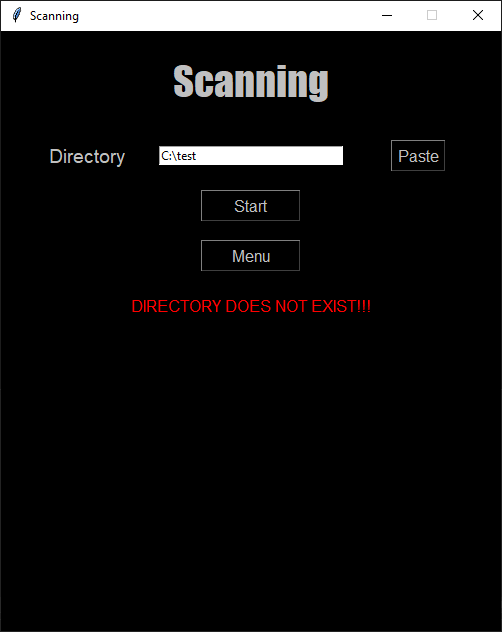 Scanning
Scanning
Directory C:\test Paste
Start
Menu
DIRECTORY DOES NOT EXIST!!!